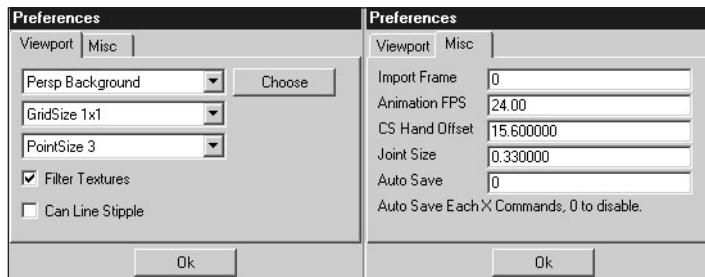 Preferences
Viewport Misc
Persp Background Choose
GridSize 1x1
PointSize 3
Filter Textures
Can Line Stipple
Ok
Preferences
Viewport Misc
Import Frame 0
Animation FPS 24.00
CS Hand Offset 15.600000
Joint Size 0.330000
Auto Save 0
Auto Save Each X Commands, 0 to disable.
Ok